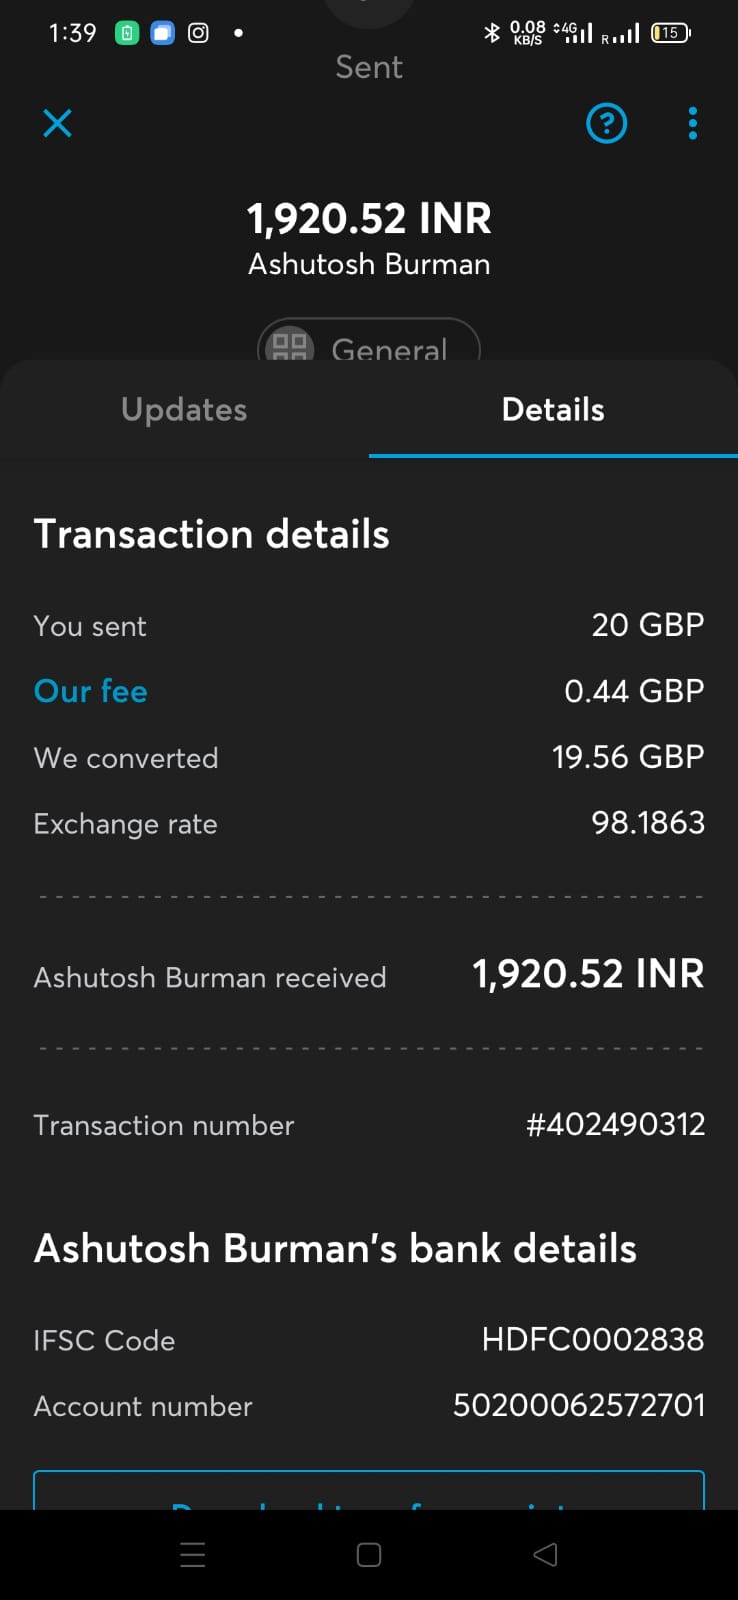 1:39 0.08 KB/S 4G R 15
Sent
1,920.52 INR
Ashutosh Burman
General
Updates Details
Transaction details
You sent 20 GBP
Our fee 0.44 GBP
We converted 19.56 GBP
Exchange rate 98.1863
Ashutosh Burman received 1,920.52 INR
Transaction number #402490312
Ashutosh Burman's bank details
IFSC Code HDFC0002838
Account number 50200062572701